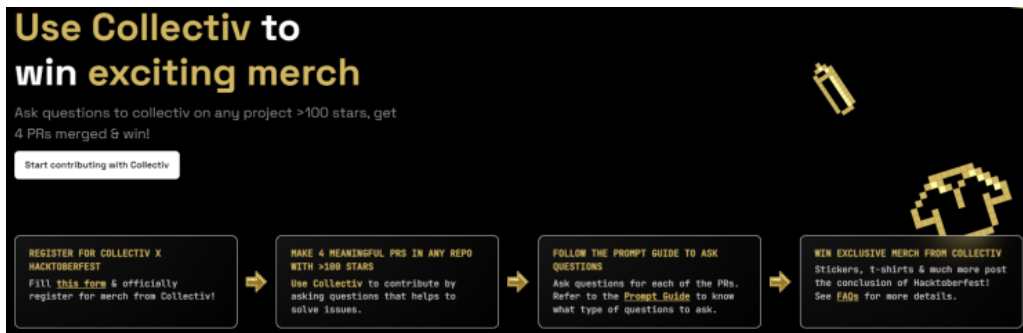 Use Collectiv to
win exciting merch
Ask questions to collectiv on any project >100 stars, get
4 PRs merged & win!
Start contributing with Collectiv
REGISTER FOR COLLECTIV X
HACKTOBERFEST
Fill this form & officially
register for merch from Collectiv!
MAKE 4 MEANINGFUL PRS IN ANY REPO
WITH >100 STARS
Use Collectiv to contribute by
asking questions that helps to
solve issues.
FOLLOW THE PROMPT GUIDE TO ASK
QUESTIONS
Ask questions for each of the PRs.
Refer to the Prompt Guide to know
what type of questions to ask.
WIN EXCLUSIVE MERCH FROM COLLECTIV
Stickers, t-shirts & much more post
the conclusion of Hacktoberfest!
See FAQs for more details.